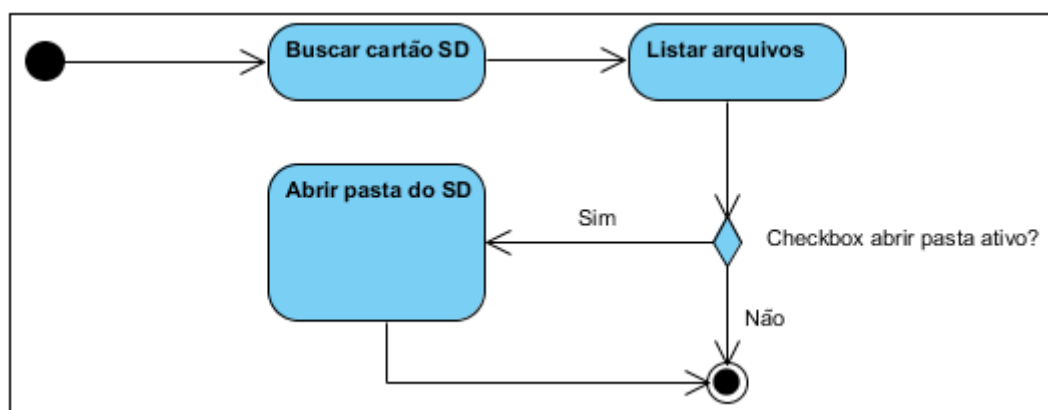 Buscar cartão SD
Listar arquivos
Abrir pasta do SD
Sim
Checkbox abrir pasta ativo?
Não